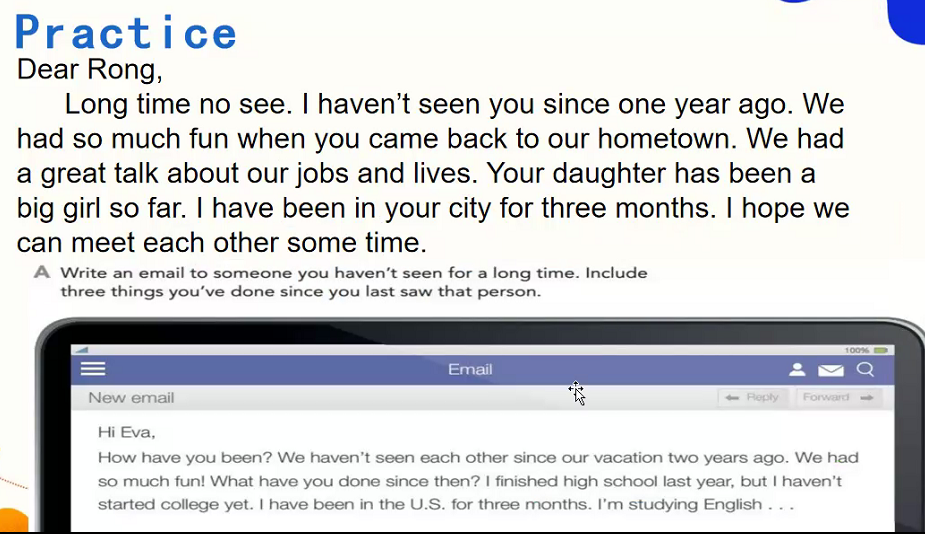 Practice
Dear Rong,
Long time no see. I haven't seen you since one year ago. We
had so much fun when you came back to our hometown. We had
a great talk about our jobs and lives. Your daughter has been a
big girl so far. I have been in your city for three months. I hope we
can meet each other some time.
A Write an email to someone you haven't seen for a long time. Include
three things you've done since you last saw that person.
100%
Email
New email
Reply
Forward
Hi Eva,
How have you been? We haven't seen each other since our vacation two years ago. We had
so much fun! What have you done since then? I finished high school last year, but I haven't
started college yet. I have been in the U.S. for three months. I'm studying English . . .